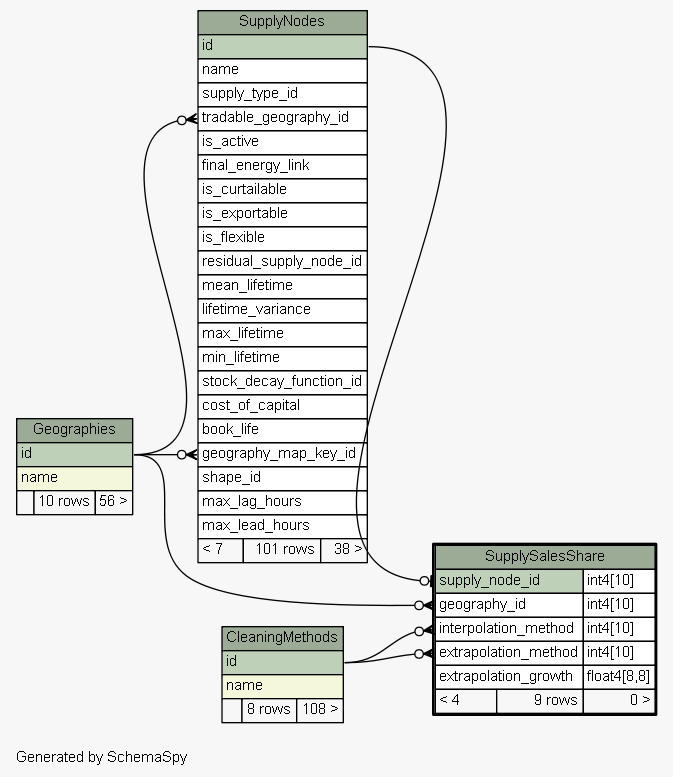 SupplyNodes
id
name
supply_type_id
tradable_geography_id
is_active
final_energy_link
is_curtailable
is_exportable
is_flexible
residual_supply_node_id
mean_lifetime
lifetime_variance
max_lifetime
min_lifetime
stock_decay_function_id
cost_of_capital
book_life
geography_map_key_id
shape_id
max_lag_hours
max_lead_hours
< 7 101 rows 38 >
Geographies
id
name
10 rows 56 >
SupplySalesShare
supply_node_id int4[10]
geography_id int4[10]
interpolation_method int4[10]
extrapolation_method int4[10]
extrapolation_growth float4[8,8]
< 4 9 rows 0 >
CleaningMethods
id
name
8 rows 108 >
Generated by SchemaSpy